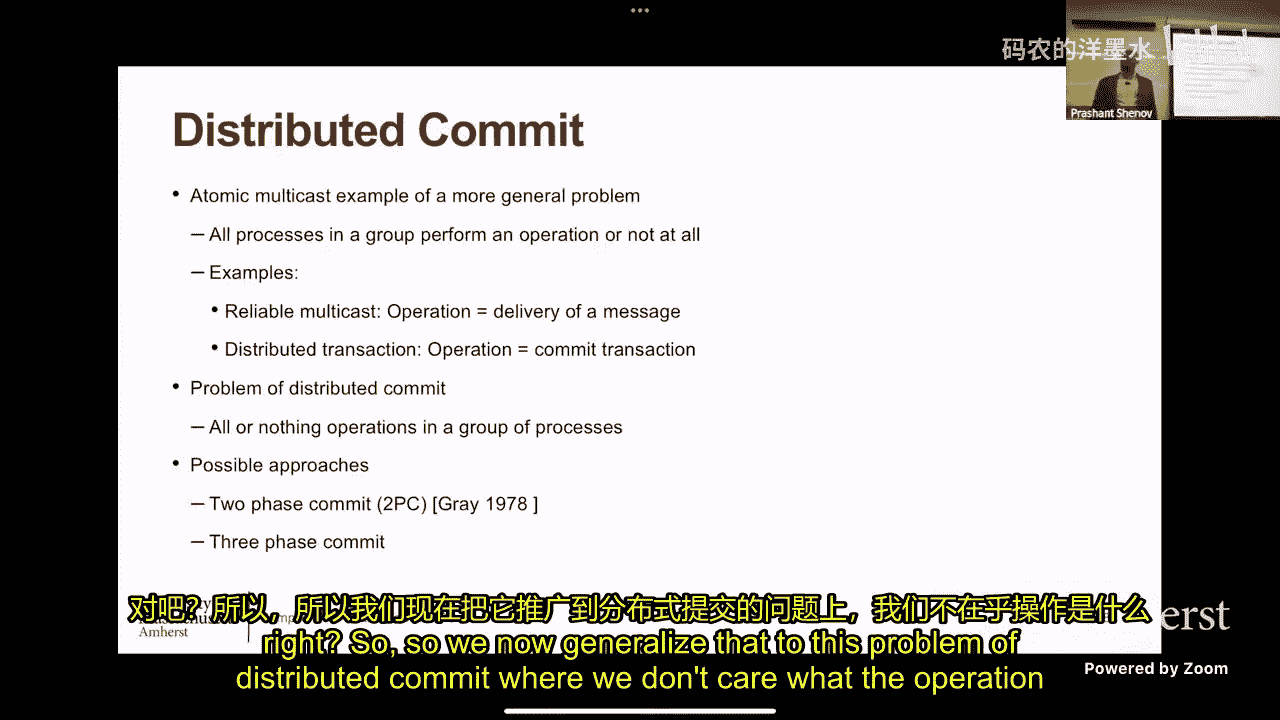 码农的洋墨水
Prashant Shenoy
Distributed Commit
• Atomic multicast example of a more general problem
– All processes in a group perform an operation or not at all
– Examples:
• Reliable multicast: Operation = delivery of a message
• Distributed transaction: Operation = commit transaction
• Problem of distributed commit
– All or nothing operations in a group of processes
• Possible approaches
– Two phase commit (2PC) [Gray 1978 ]
– Three phase commit
对吧？所以，所以我们现在把它推广到分布式提交的问题上，我们不在乎操作是什么
Amherst
right? So, so we now generalize that to this problem of
distributed commit where we don't care what the operation
Powered by Zoom